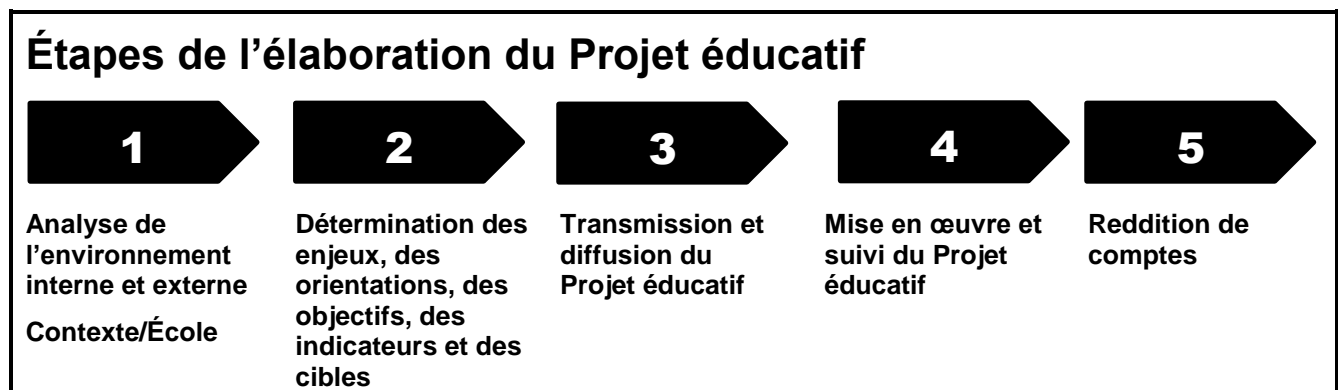 Étapes de l’élaboration du Projet éducatif
1
2
3
4
5
Analyse de
l’environnement
interne et externe
Contexte/École
Détermination des
enjeux, des
orientations, des
objectifs, des
indicateurs et des
cibles
Transmission et
diffusion du
Projet éducatif
Mise en œuvre et
suivi du Projet
éducatif
Reddition de
comptes